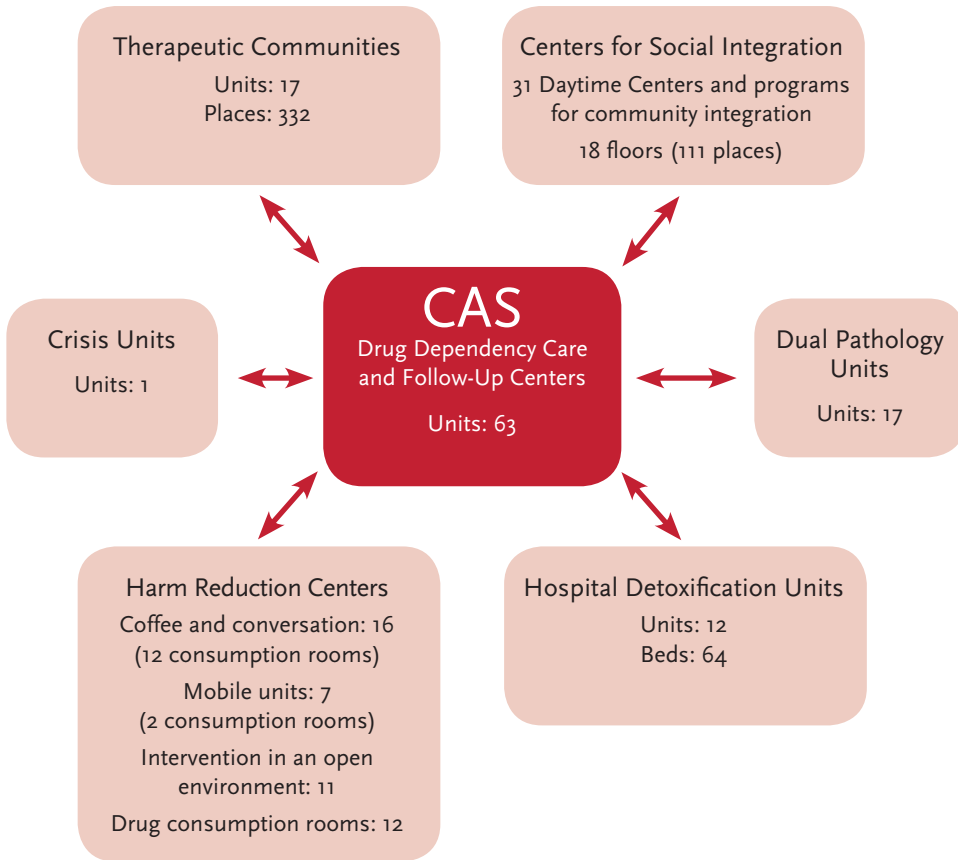 Therapeutic Communities
Units: 17
Places: 332
Centers for Social Integration
31 Daytime Centers and programs
for community integration
18 floors (111 places)
Crisis Units
Units: 1
CAS
Drug Dependency Care
and Follow-Up Centers
Units: 63
Dual Pathology
Units
Units: 17
Harm Reduction Centers
Coffee and conversation: 16
(12 consumption rooms)
Mobile units: 7
(2 consumption rooms)
Intervention in an open
environment: 11
Drug consumption rooms: 12
Hospital Detoxification Units
Units: 12
Beds: 64